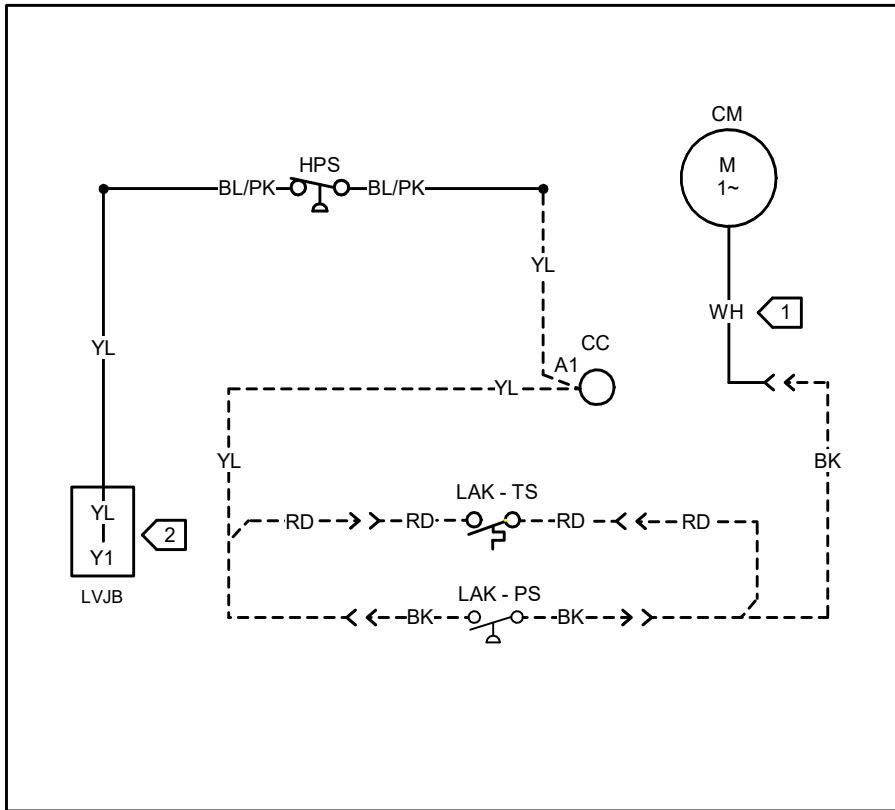 CM
M
1~
HPS
BL/PK
BL/PK
YL
WH
1
CC
A1
YL
YL
YL
BK
LAK - TS
RD
RD
RD
RD
YL
Y1
2
LVJB
LAK - PS
BK
BK